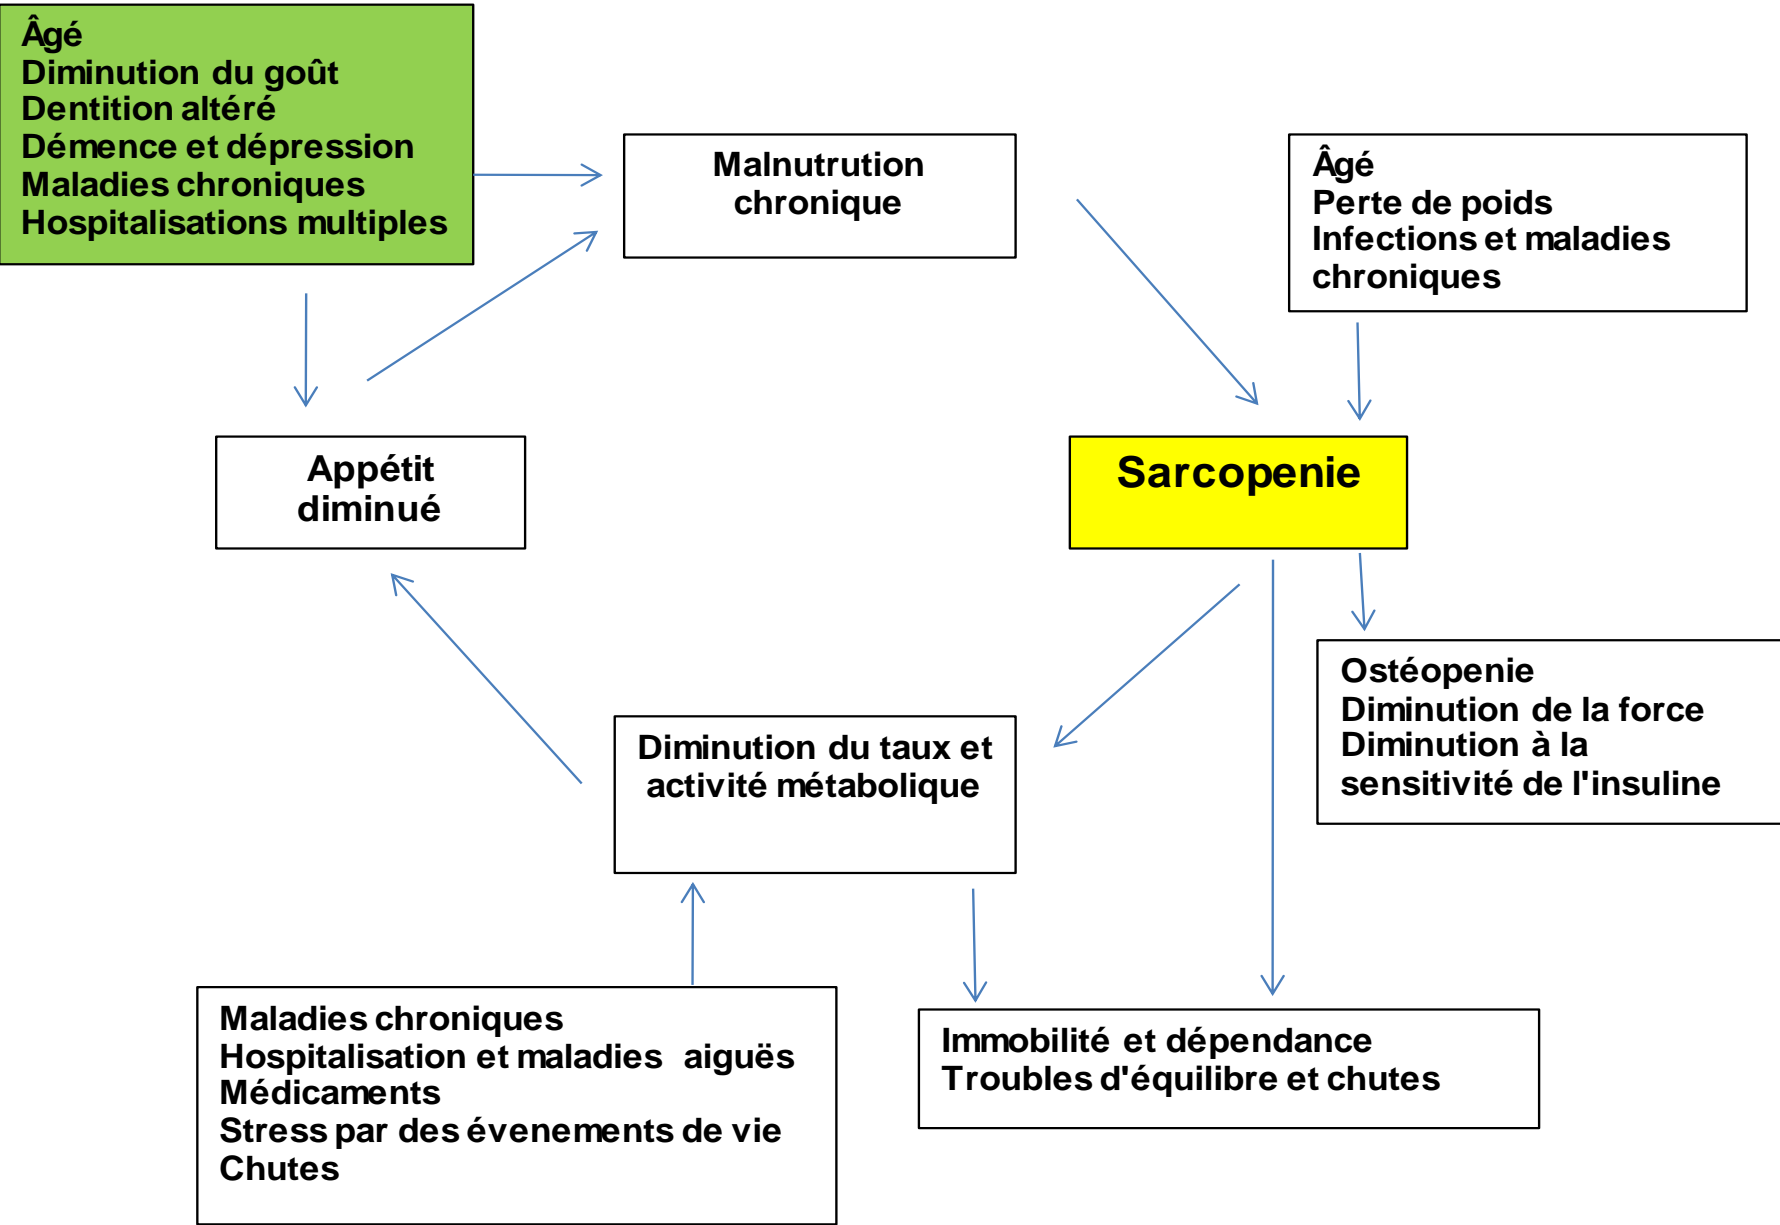 Âgé
Diminution du goût
Dentition altéré
Démence et dépression
Maladies chroniques
Hospitalisations multiples
Malnutrution
chronique
Âgé
Perte de poids
Infections et maladies
chroniques
Appétit
diminué
Sarcopenie
Ostéopenie
Diminution de la force
Diminution à la
sensitivité de l'insuline
Diminution du taux et
activité métabolique
Maladies chroniques
Hospitalisation et maladies aiguës
Médicaments
Stress par des évenements de vie
Chutes
Immobilité et dépendance
Troubles d'équilibre et chutes